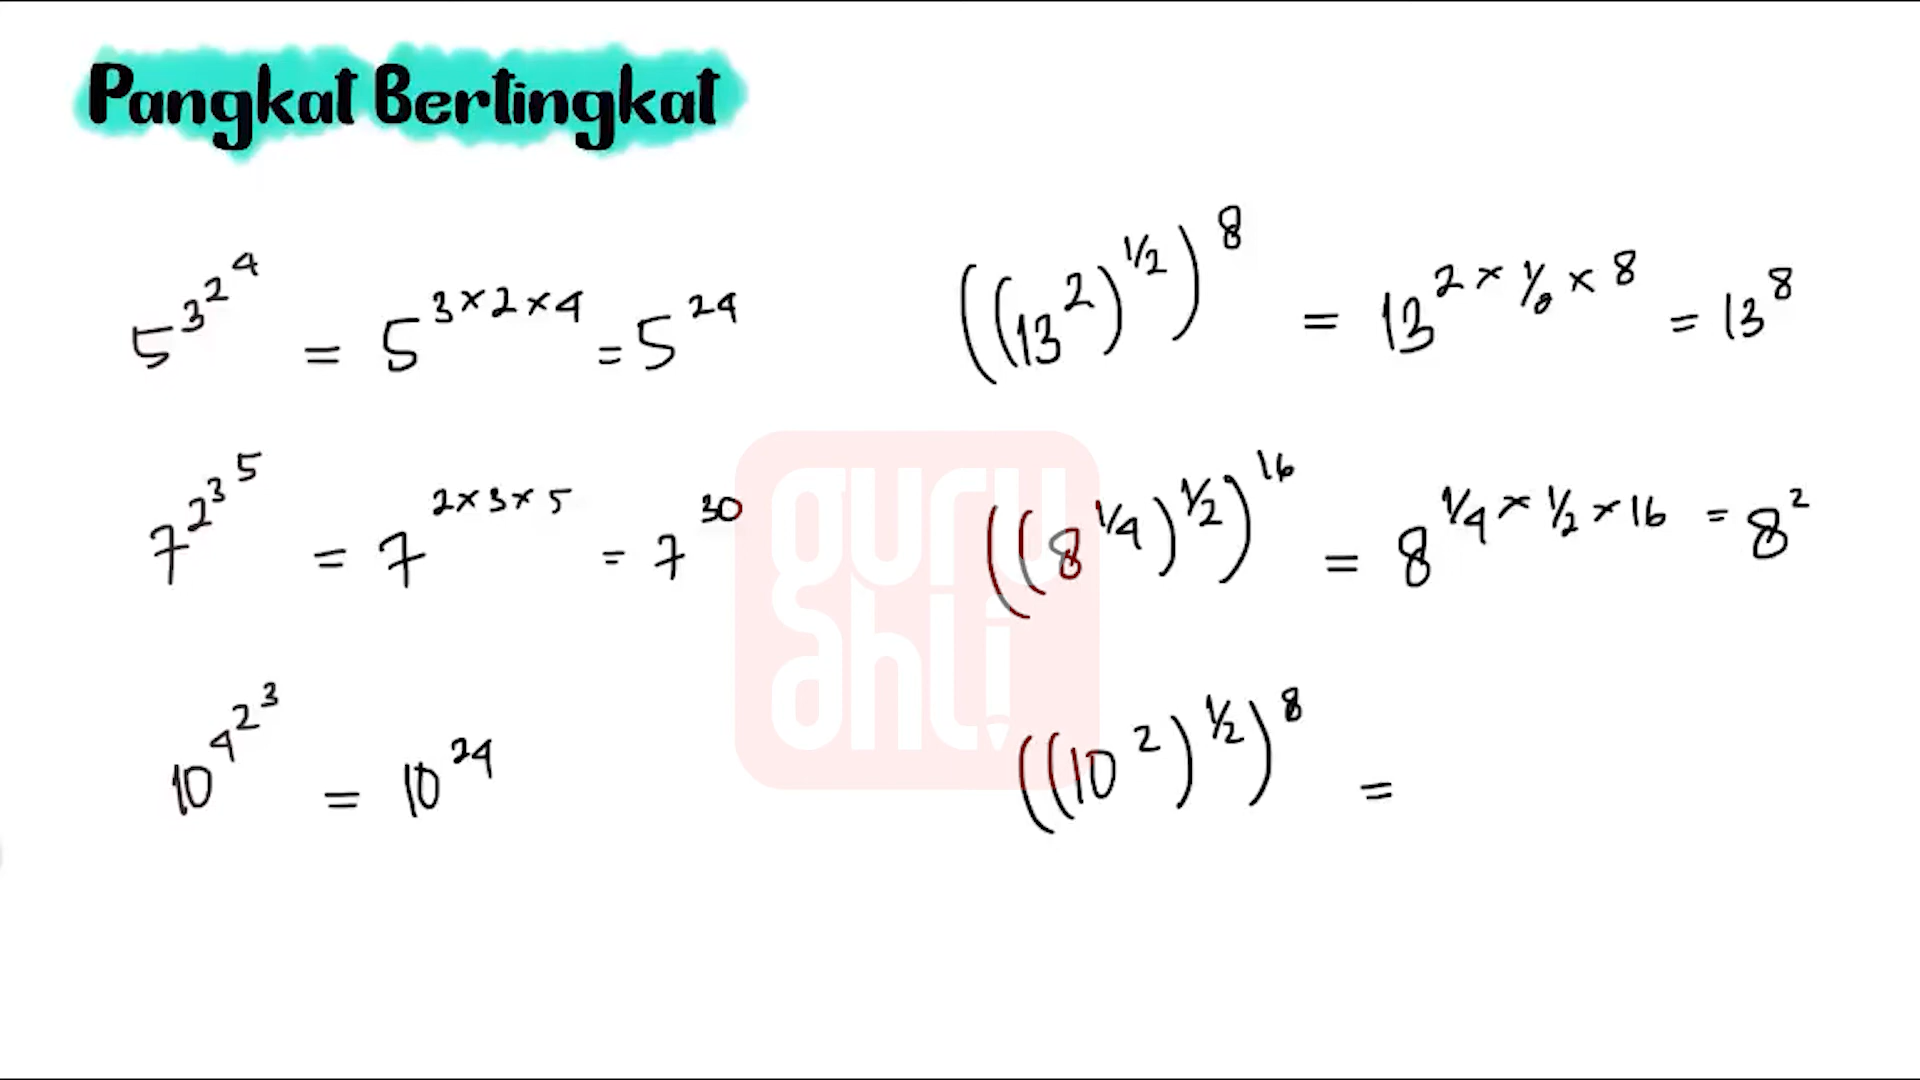 Pangkat Bertingkat
5^3^2^4 = 5^3×2×4 = 5^24
((13^2)^1/2)^8 = 13^2×1/2×8 = 13^8
7^2^3^5 = 7^2×3×5 = 7^30
((8^1/4)^1/2)^16 = 8^1/4×1/2×16 = 8^2
10^4^2^3 = 10^24
((10^2)^1/2)^8 =
guru
ahli